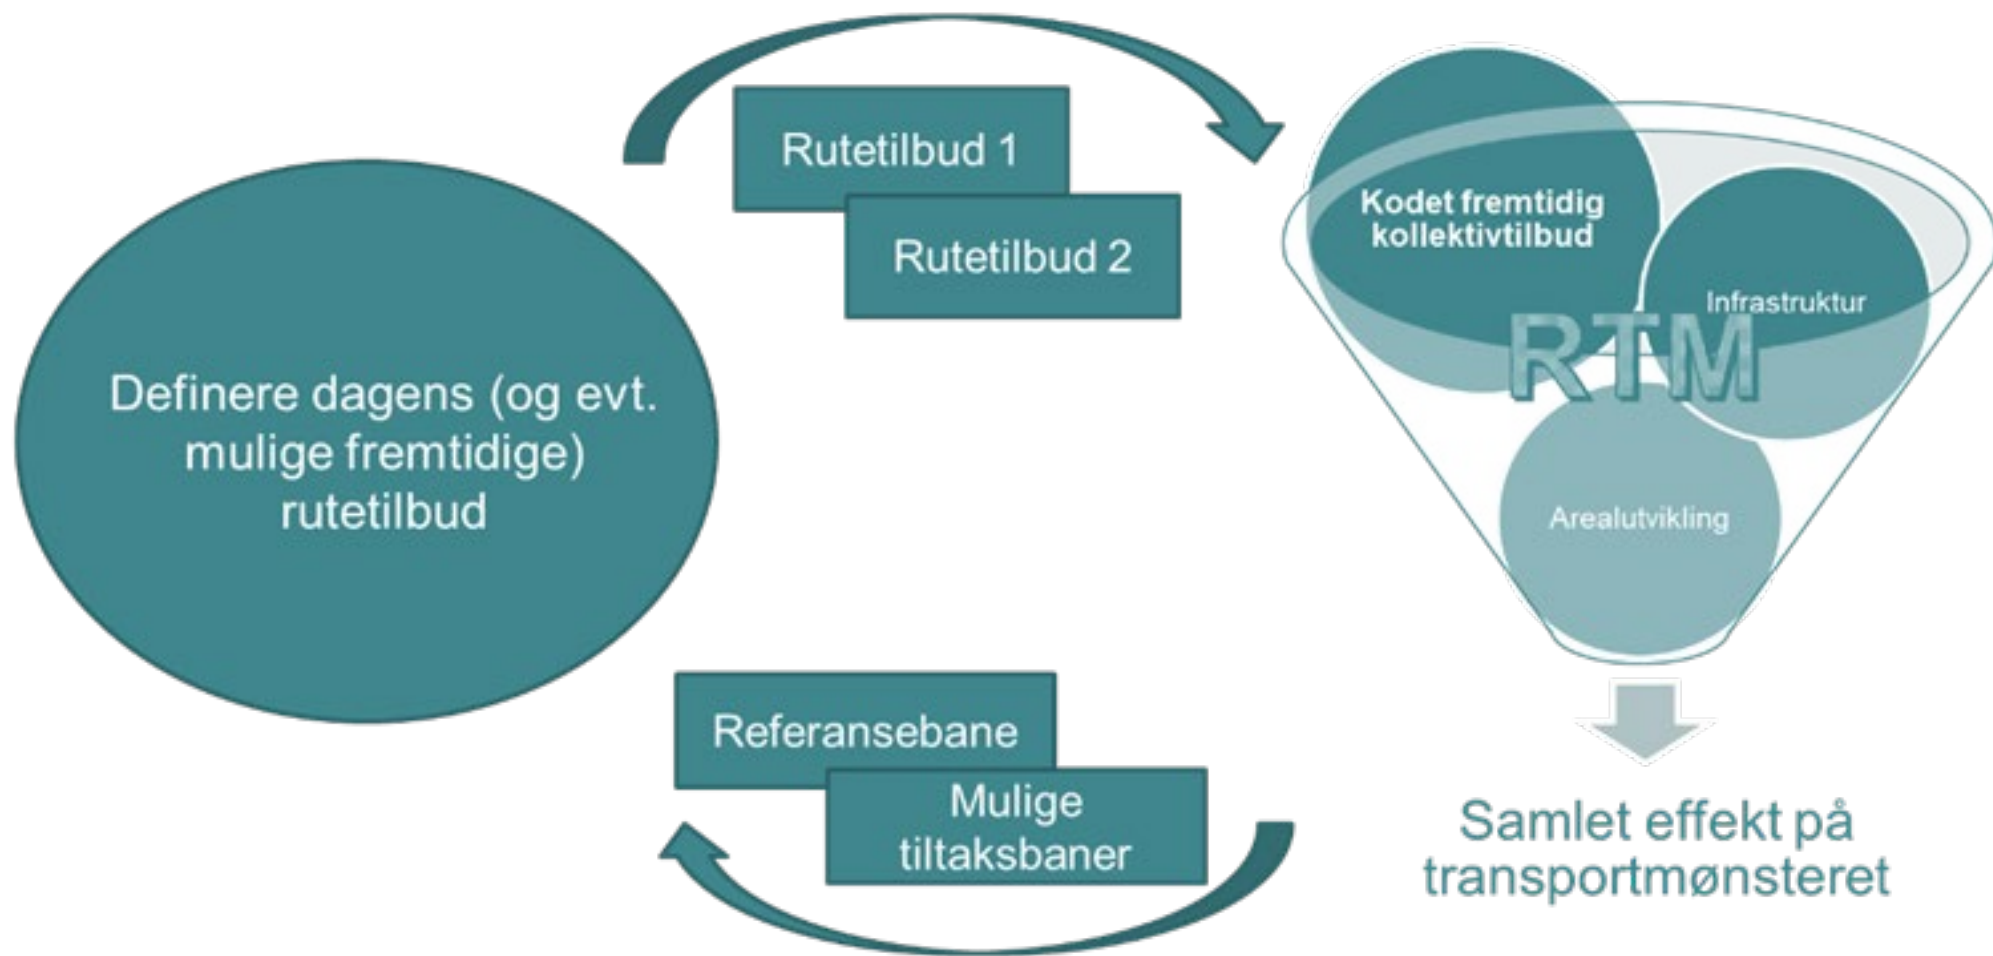 Definere dagens (og evt.
mulige fremtidige)
rutetilbud
Rutetilbud 1
Rutetilbud 2
Kodet fremtidig
kollektivtilbud
Infrastruktur
RTM
Arealutvikling
Samlet effekt på
transportmønsteret
Referansebane
Mulige
tiltaksbaner